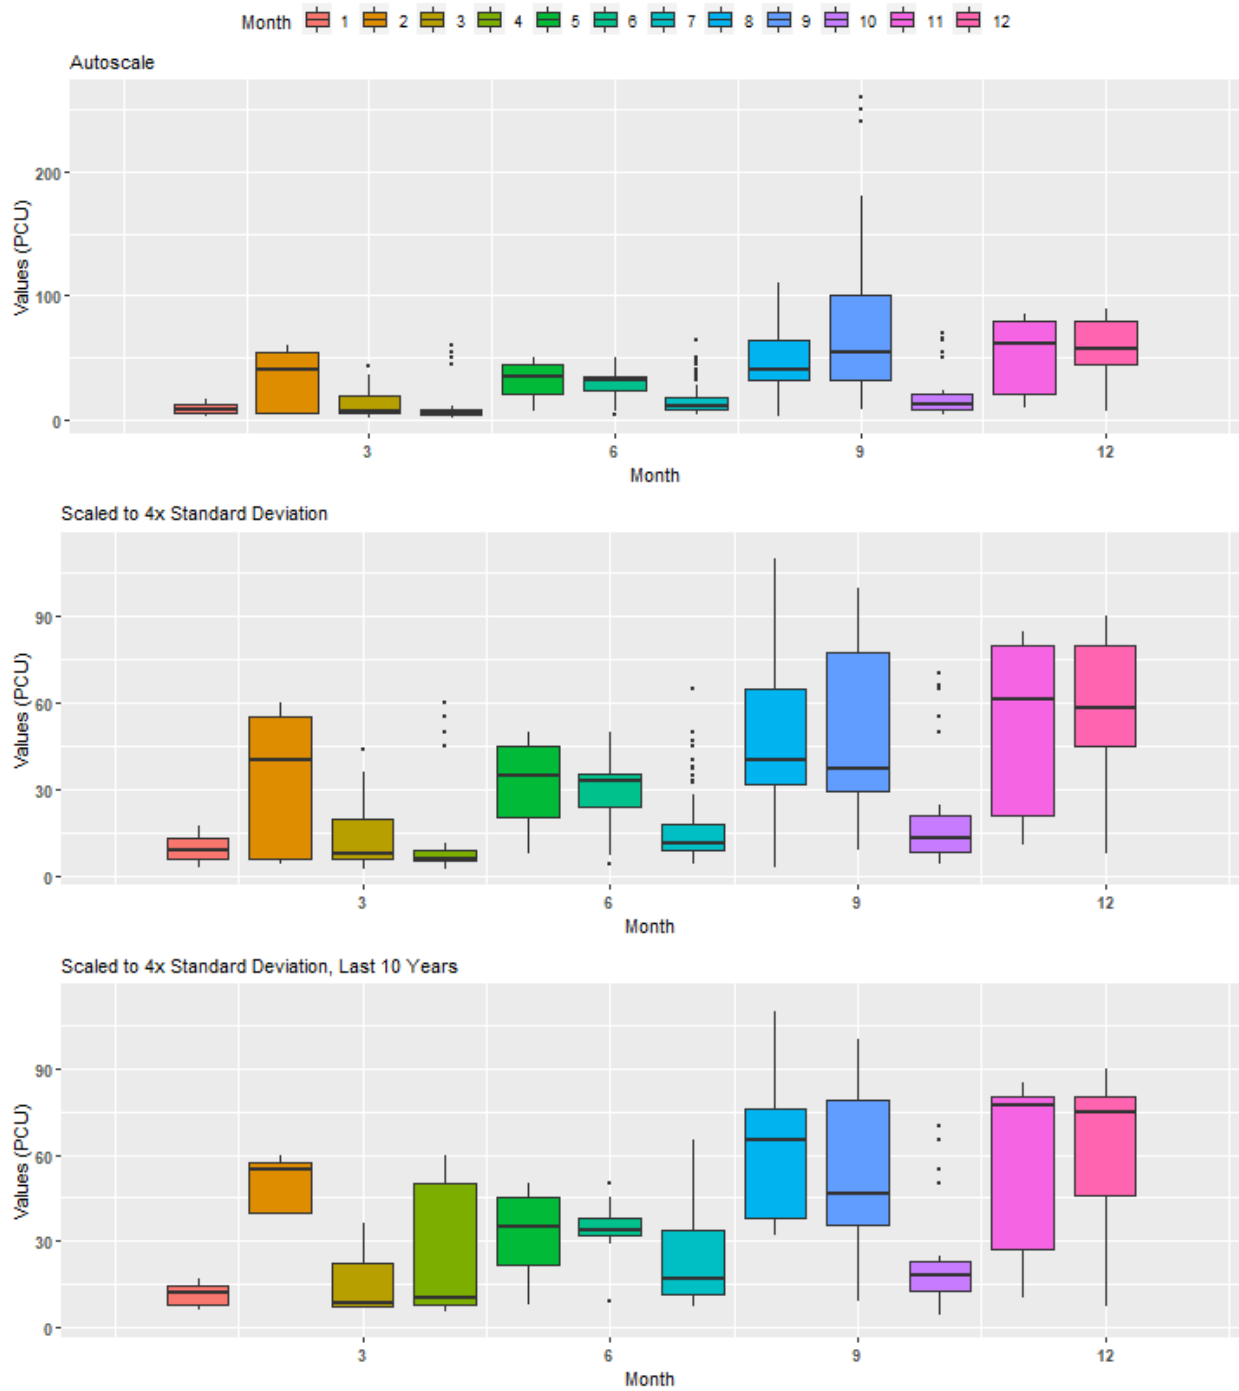 Month 1 2 3 4 5 6 7 8 9 10 11 12
Autoscale
Values (PCU)
200
100
0
3 6 9 12
Month
Scaled to 4x Standard Deviation
Values (PCU)
90
60
30
0
3 6 9 12
Month
Scaled to 4x Standard Deviation, Last 10 Years
Values (PCU)
90
60
30
0
3 6 9 12
Month